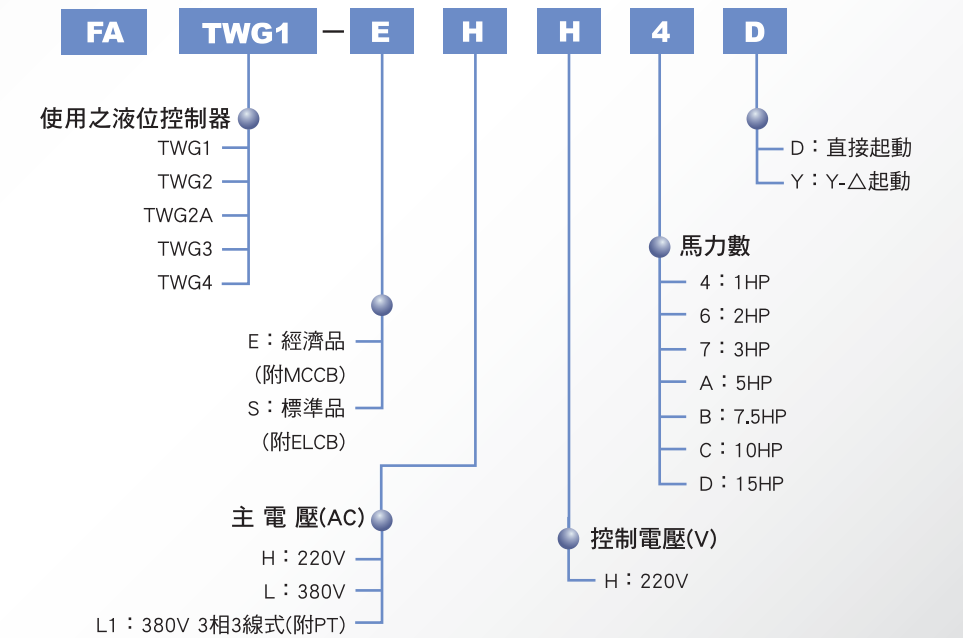 FA TWG1 - E H H 4 D
使用之液位控制器
TWG1
TWG2
TWG2A
TWG3
TWG4
E：經濟品
(附MCCB)
S：標準品
(附ELCB)
主 電 壓(AC)
H：220V
L：380V
L1：380V 3相3線式(附PT)
控制電壓(V)
H：220V
馬力數
4：1HP
6：2HP
7：3HP
A：5HP
B：7.5HP
C：10HP
D：15HP
D：直接起動
Y：Y-△起動